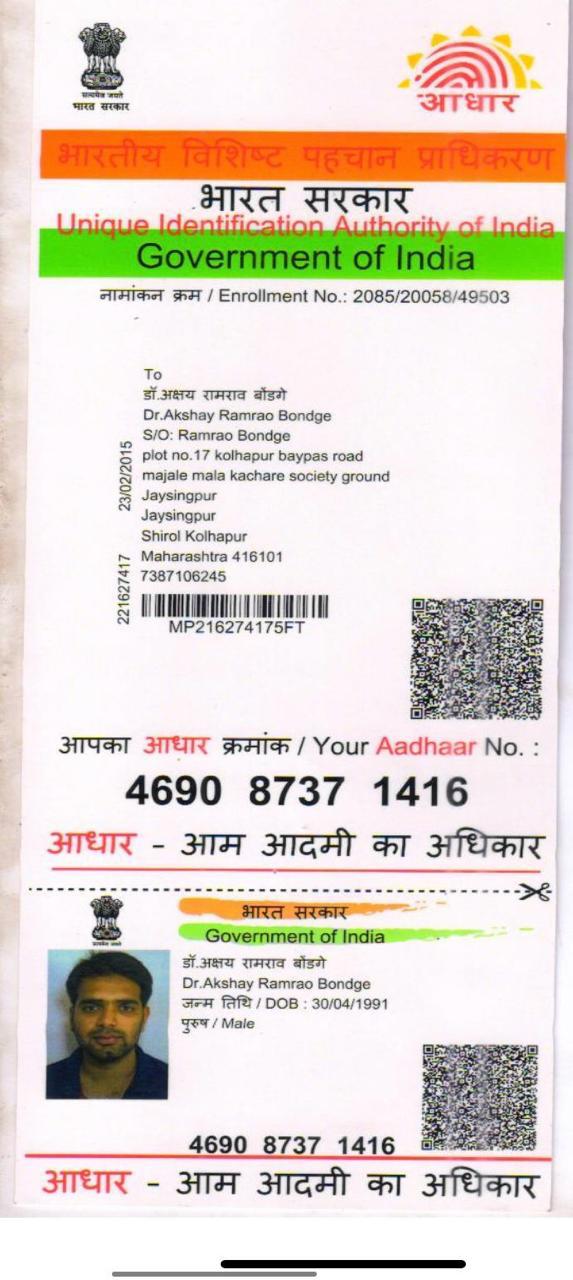 सत्यमेव जयते
भारत सरकार
आधार
भारतीय विशिष्ट पहचान प्राधिकरण
भारत सरकार
Unique Identification Authority of India
Government of India
नामांकन क्रम / Enrollment No.: 2085/20058/49503
To
डॉ.अक्षय रामराव बोंडगे
Dr.Akshay Ramrao Bondge
S/O: Ramrao Bondge
plot no.17 kolhapur baypas road
majale mala kachare society ground
Jaysingpur
Jaysingpur
Shirol Kolhapur
Maharashtra 416101
7387106245
23/02/2015
221627417
MP216274175FT
आपका आधार क्रमांक / Your Aadhaar No. :
4690 8737 1416
आधार - आम आदमी का अधिकार
भारत सरकार
Government of India
डॉ.अक्षय रामराव बोंडगे
Dr.Akshay Ramrao Bondge
जन्म तिथि / DOB : 30/04/1991
पुरुष / Male
4690 8737 1416
आधार - आम आदमी का अधिकार